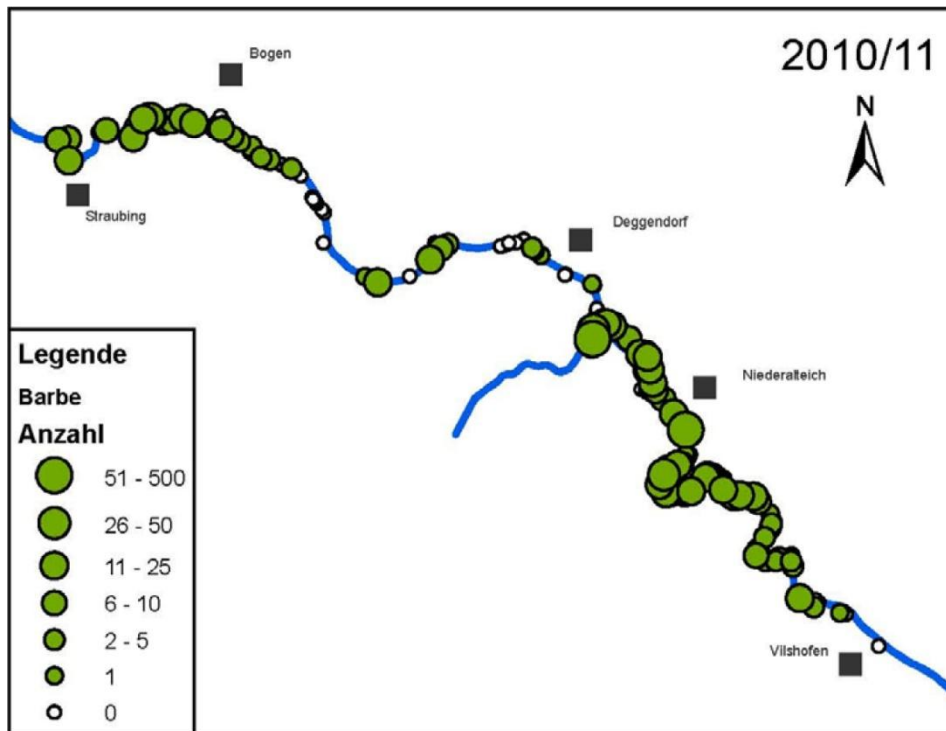 2010/11
N
Bogen
Straubing
Deggendorf
Niederalteich
Vilshofen
Legende
Barbe
Anzahl
51 - 500
26 - 50
11 - 25
6 - 10
2 - 5
1
0